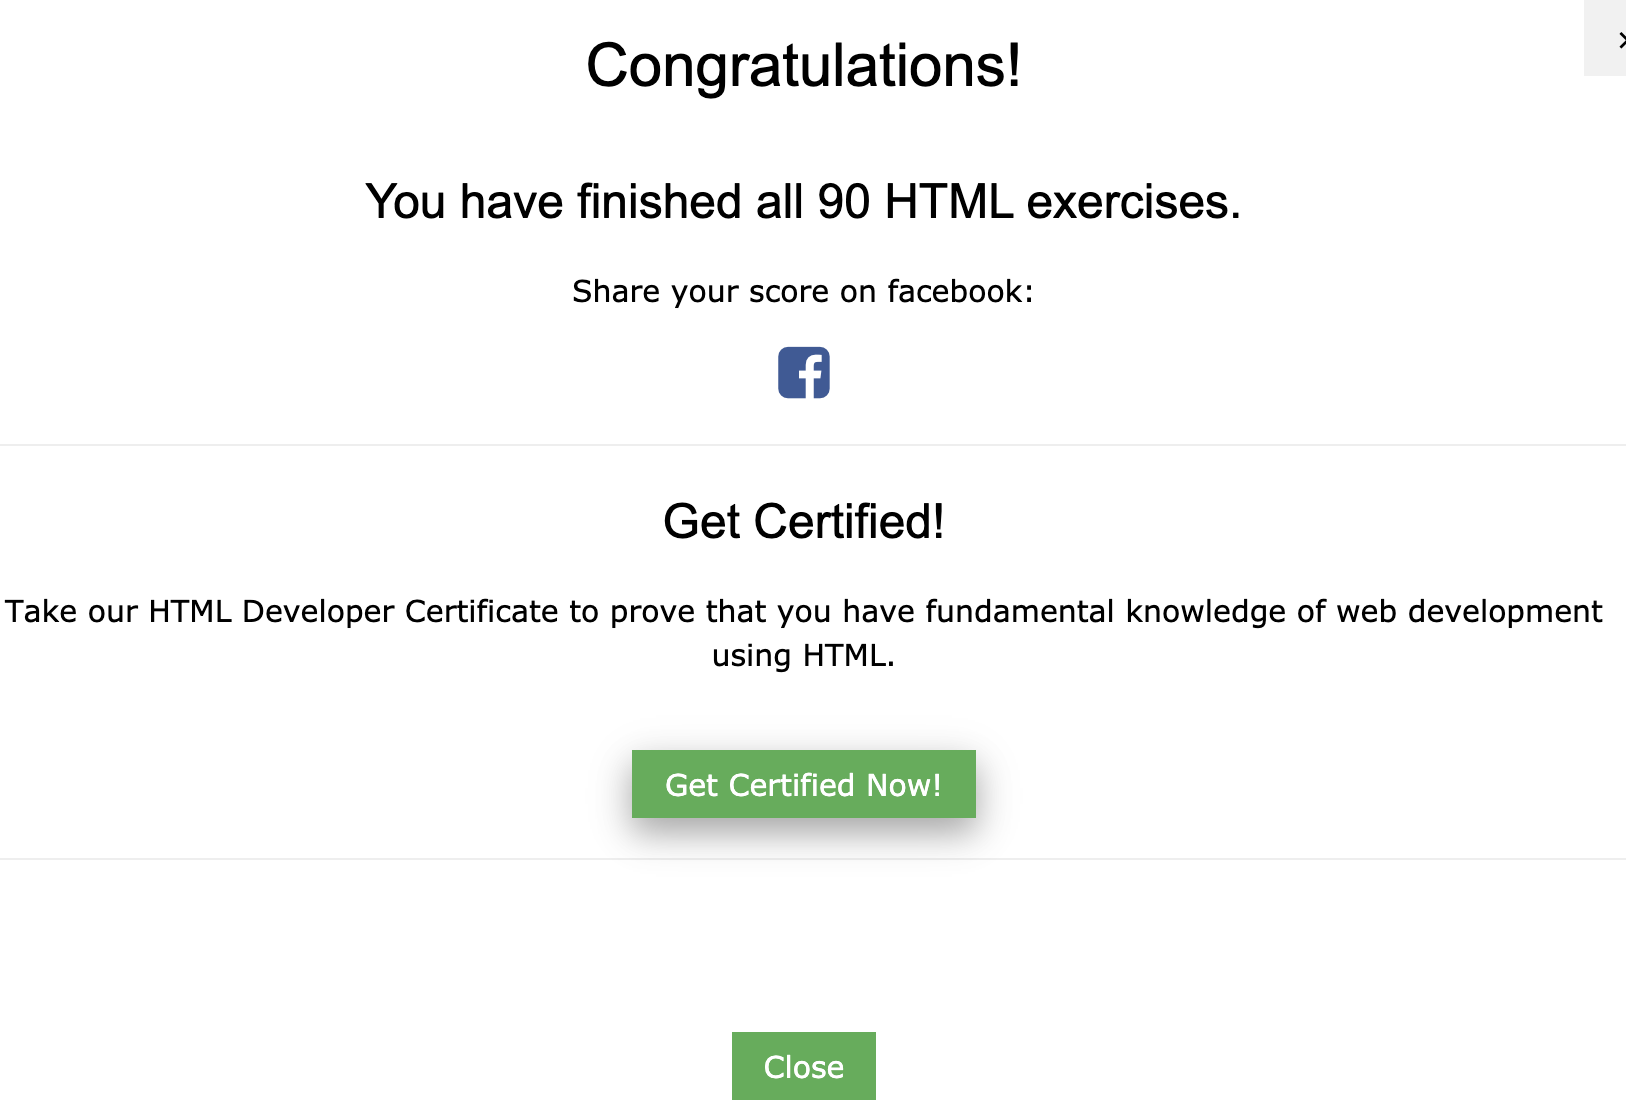 Congratulations!
You have finished all 90 HTML exercises.
Share your score on facebook:
Get Certified!
Take our HTML Developer Certificate to prove that you have fundamental knowledge of web development
using HTML.
Get Certified Now!
Close